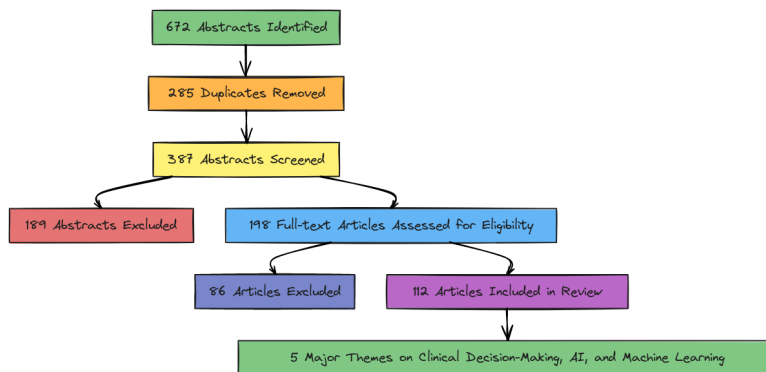 672 Abstracts Identified
285 Duplicates Removed
387 Abstracts Screened
189 Abstracts Excluded
198 Full-text Articles Assessed for Eligibility
86 Articles Excluded
112 Articles Included in Review
5 Major Themes on Clinical Decision-Making, AI, and Machine Learning